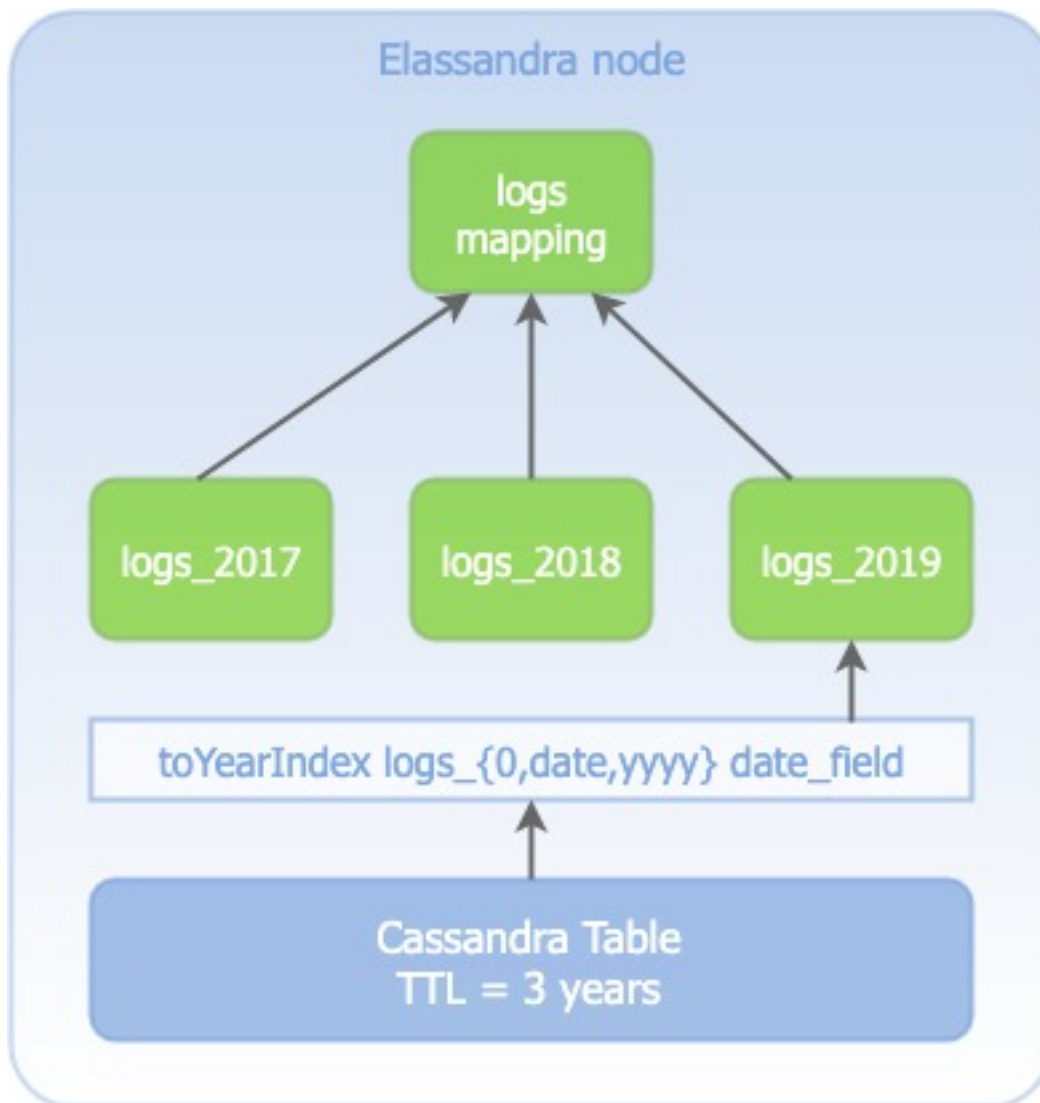 Elassandra node
logs
mapping
logs_2017
logs_2018
logs_2019
toYearIndex logs_{0,date,yyyy} date_field
Cassandra Table
TTL = 3 years